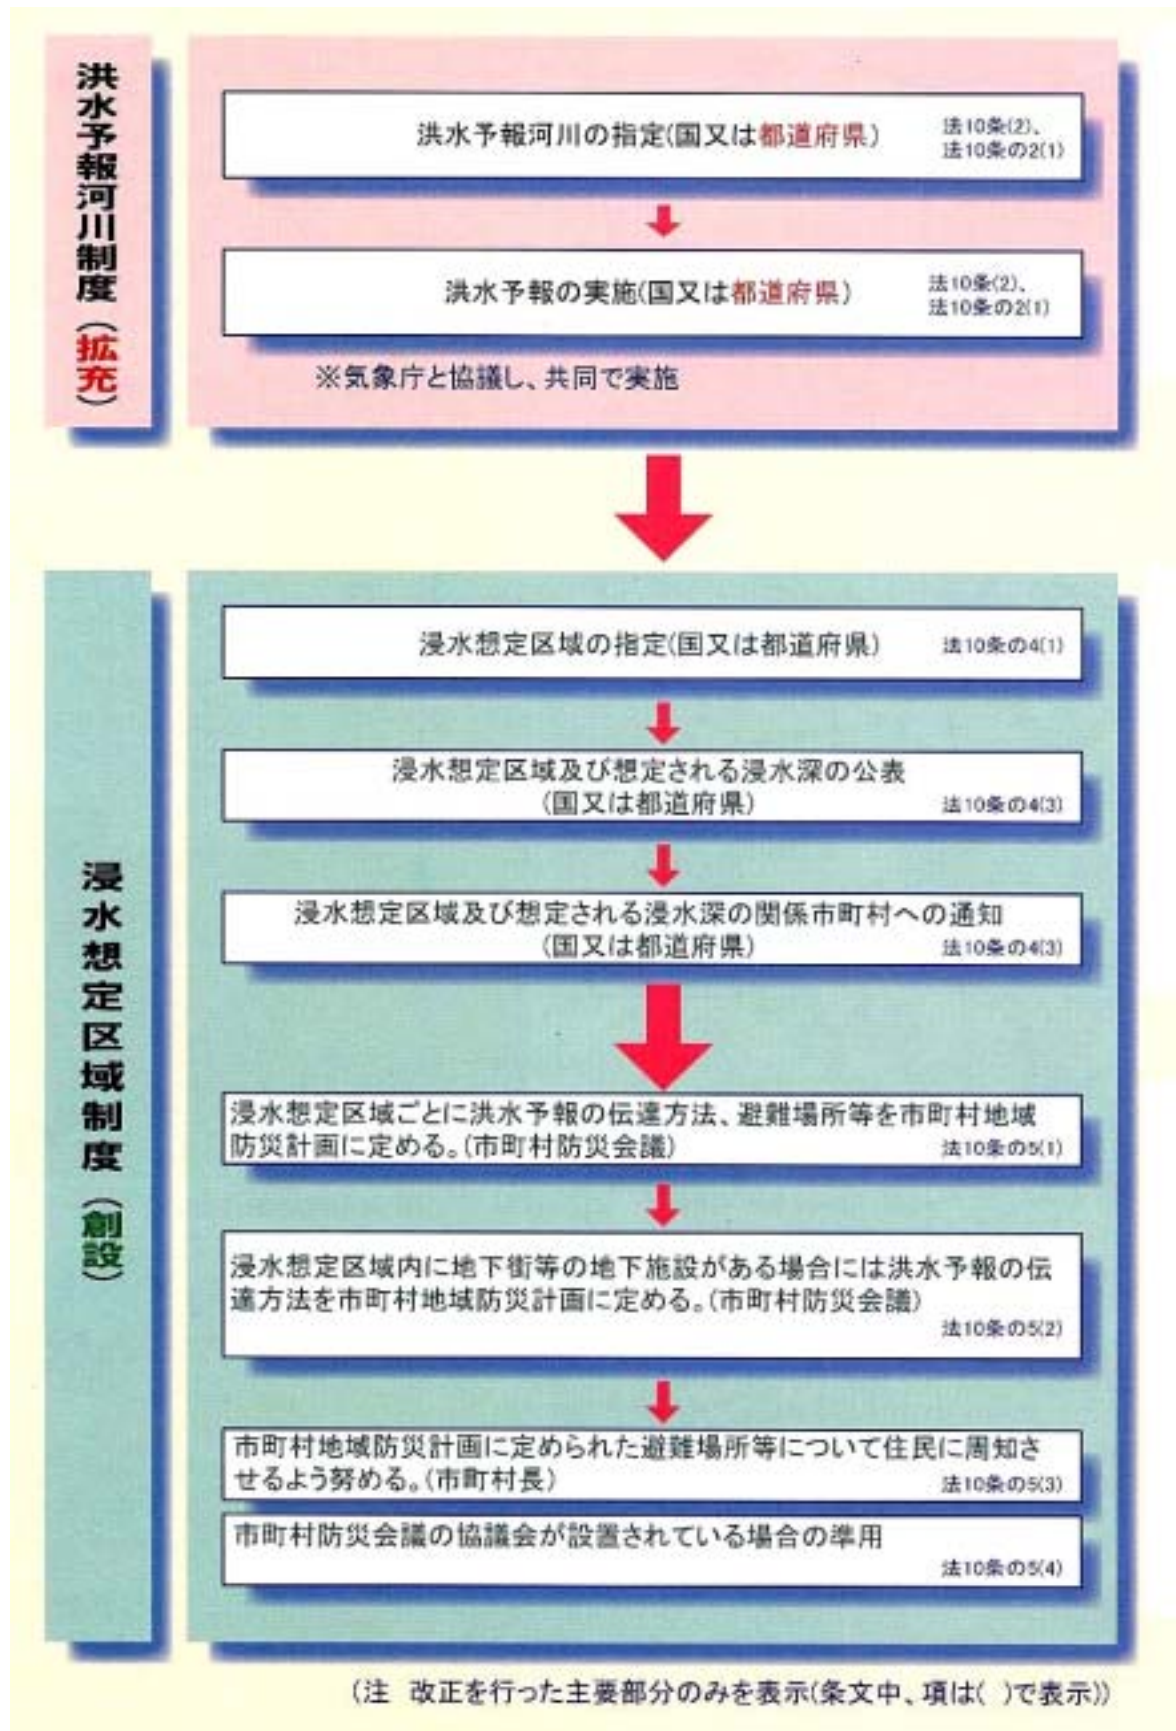 洪水予報河川制度（拡充）
洪水予報河川の指定(国又は都道府県)
法10条(2)、
法10条の2(1)
洪水予報の実施(国又は都道府県)
法10条(2)、
法10条の2(1)
※気象庁と協議し、共同で実施
浸水想定区域制度（創設）
浸水想定区域の指定(国又は都道府県)
法10条の4(1)
浸水想定区域及び想定される浸水深の公表
(国又は都道府県)
法10条の4(3)
浸水想定区域及び想定される浸水深の関係市町村への通知
(国又は都道府県)
法10条の4(3)
浸水想定区域ごとに洪水予報の伝達方法、避難場所等を市町村地域
防災計画に定める。(市町村防災会議)
法10条の5(1)
浸水想定区域内に地下街等の地下施設がある場合には洪水予報の伝
達方法を市町村地域防災計画に定める。(市町村防災会議)
法10条の5(2)
市町村地域防災計画に定められた避難場所等について住民に周知さ
せるよう努める。(市町村長)
法10条の5(3)
市町村防災会議の協議会が設置されている場合の準用
法10条の5(4)
(注　改正を行った主要部分のみを表示(条文中、項は( )で表示))